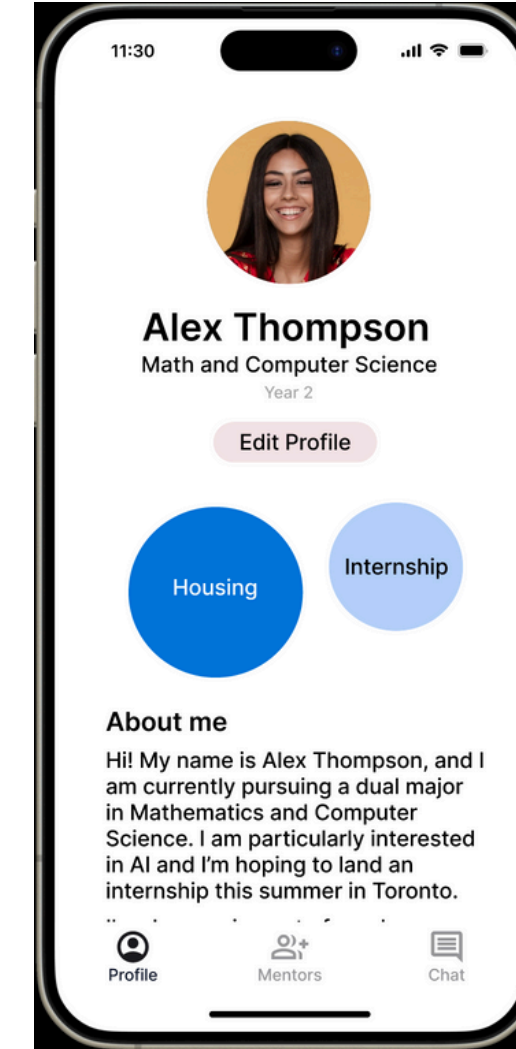 11:30
Alex Thompson
Math and Computer Science
Year 2
Edit Profile
Housing
Internship
About me
Hi! My name is Alex Thompson, and I
am currently pursuing a dual major
in Mathematics and Computer
Science. I am particularly interested
in AI and I’m hoping to land an
internship this summer in Toronto.
Profile
Mentors
Chat